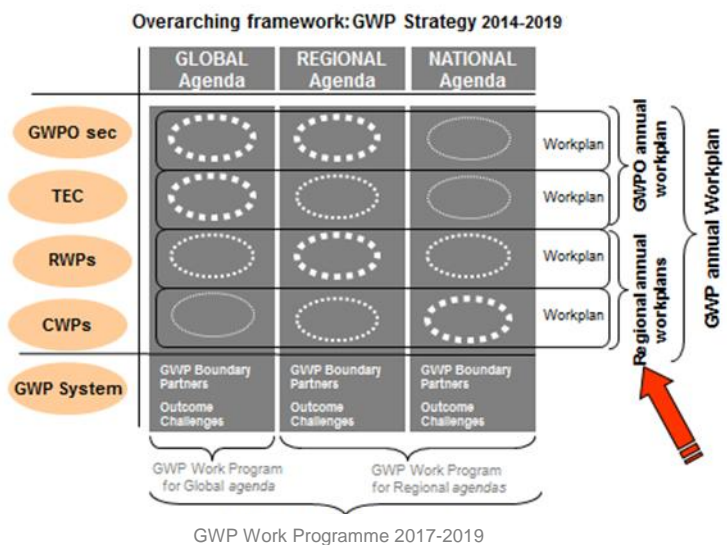 Overarching framework: GWP Strategy 2014-2019
GLOBAL
Agenda
REGIONAL
Agenda
NATIONAL
Agenda
GWPO sec
Workplan
TEC
Workplan
RWPs
Workplan
CWPs
Workplan
GWPO annual
workplan
Regional annual
workplans
GWP annual Workplan
GWP System
GWP Boundary
Partners
Outcome
Challenges
GWP Boundary
Partners
Outcome
Challenges
GWP Boundary
Partners
Outcome
Challenges
GWP Work Program
for Global agenda
GWP Work Program
for Regional agendas
GWP Work Programme 2017-2019